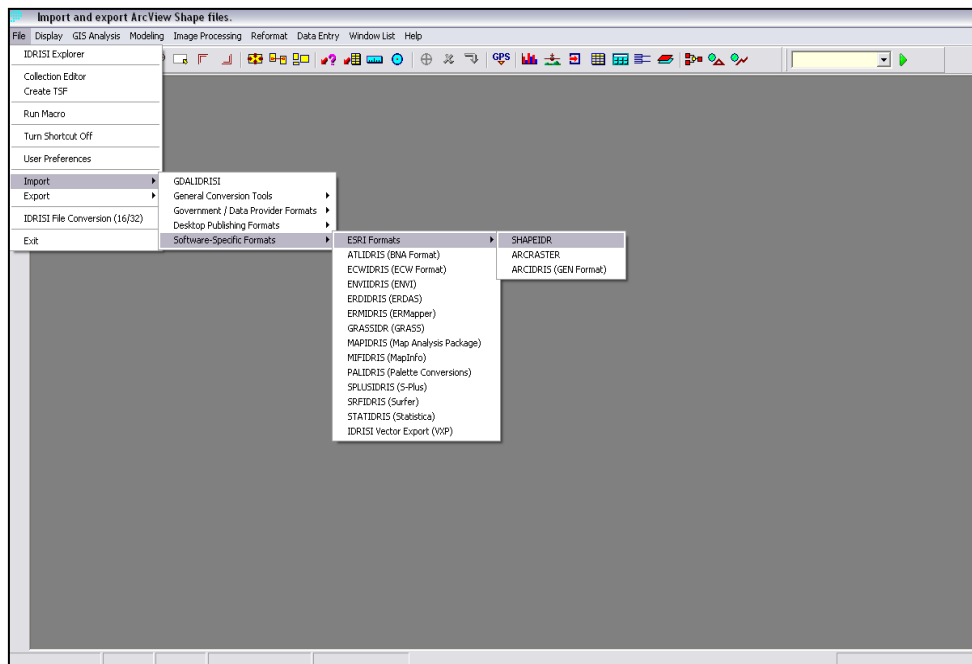 Import and export ArcView Shape files.
File Display GIS Analysis Modeling Image Processing Reformat Data Entry Window List Help
IDRISI Explorer
GPS
Collection Editor
Create TSF
Run Macro
Turn Shortcut Off
User Preferences
Import
Export
IDRISI File Conversion (16/32)
Exit
GDALIDRISI
General Conversion Tools
Government / Data Provider Formats
Desktop Publishing Formats
Software-Specific Formats
ESRI Formats
ATLIDRIS (BNA Format)
ECWIDRIS (ECW Format)
ENVIIDRIS (ENVI)
ERDIDRIS (ERDAS)
ERMIDRIS (ERMapper)
GRASSIDR (GRASS)
MAPIDRIS (Map Analysis Package)
MIFIDRIS (MapInfo)
PALIDRIS (Palette Conversions)
SPLUSIDRIS (S-Plus)
SRFIDRIS (Surfer)
STATIDRIS (Statistica)
IDRISI Vector Export (VXP)
SHAPEIDR
ARCRASTER
ARCIDRIS (GEN Format)